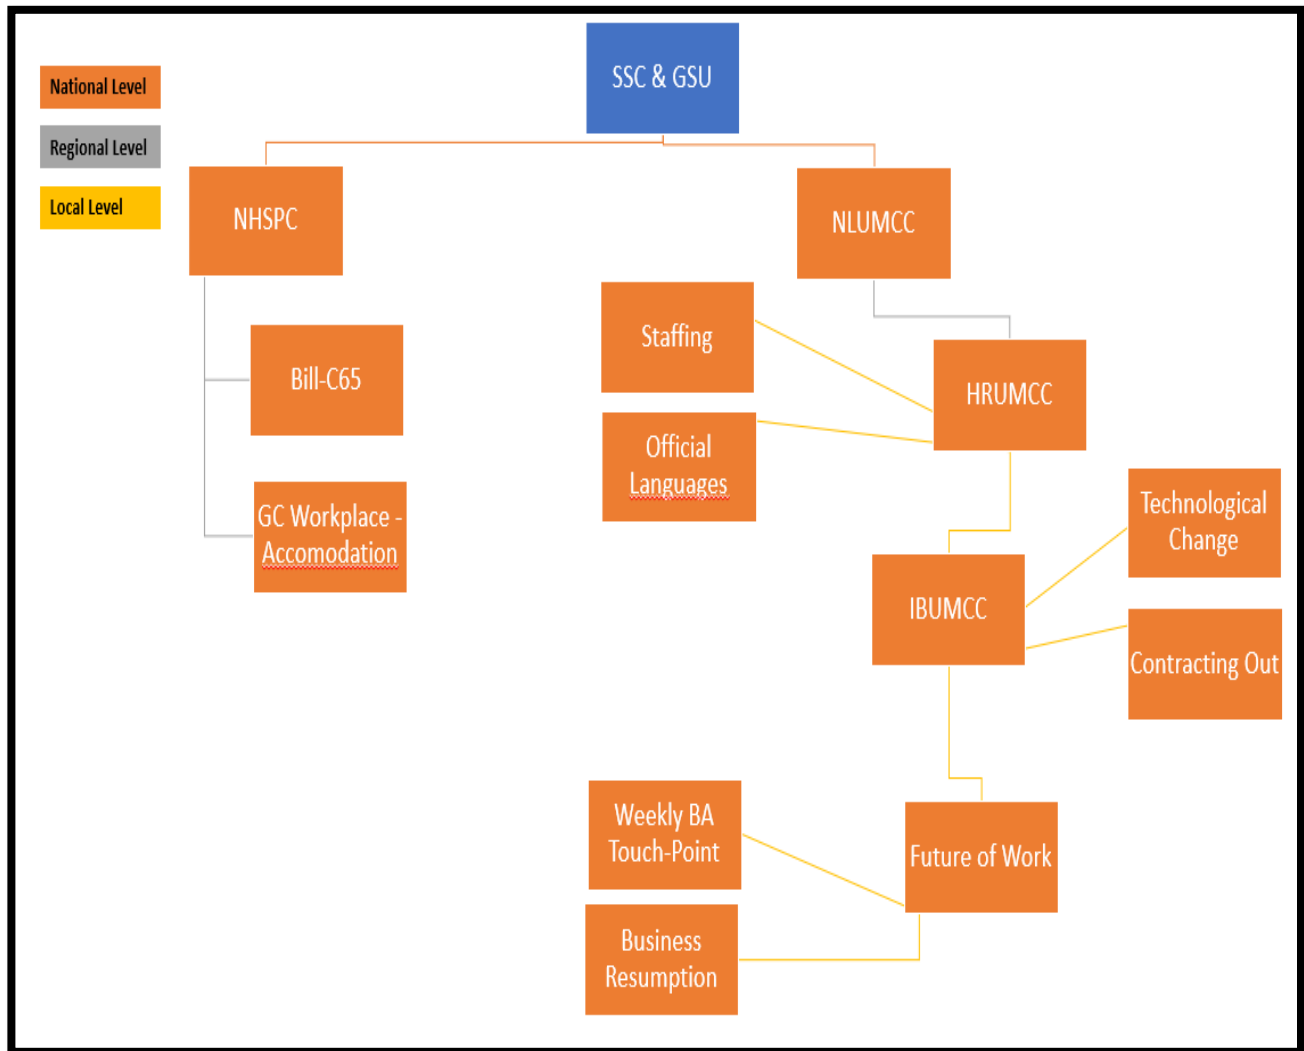 SSC & GSU
National Level
Regional Level
Local Level
NHSPC
NLUMCC
Bill-C65
GC Workplace -
Accomodation
Staffing
Official
Languages
HRUMCC
Technological
Change
IBUMCC
Contracting Out
Weekly BA
Touch-Point
Future of Work
Business
Resumption